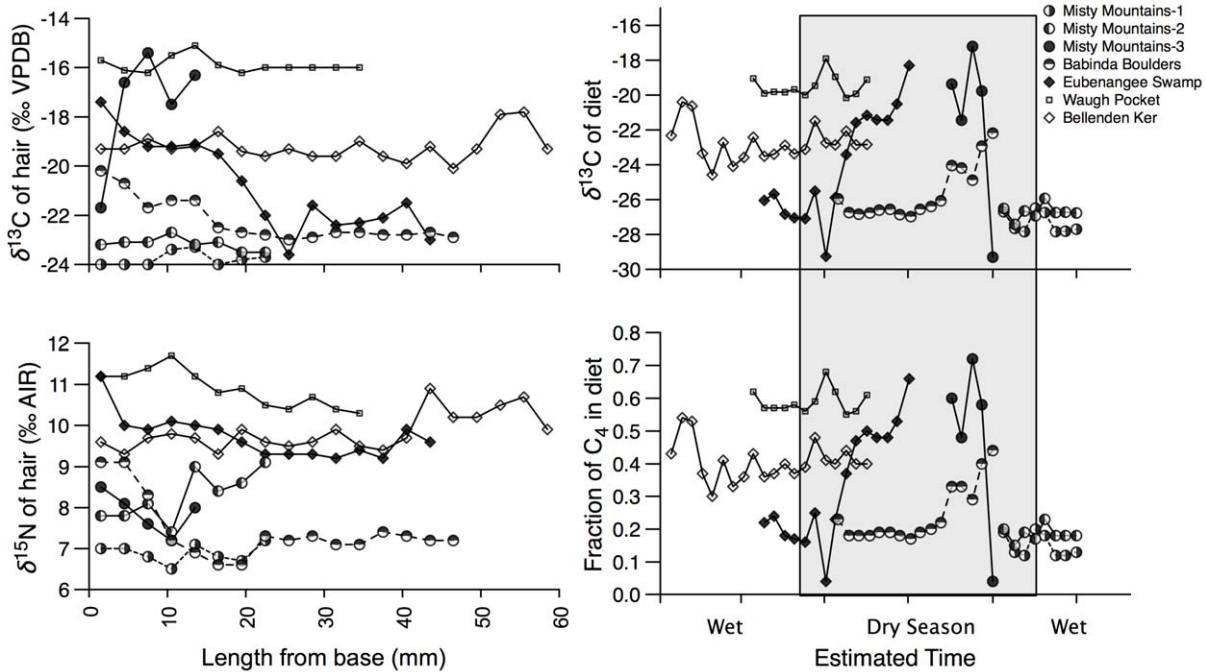 -14
-16
-18
-20
-22
-24
δ13C of hair (‰ VPDB)
-16
-18
-20
-22
-24
-26
-28
-30
δ13C of diet
Misty Mountains-1
Misty Mountains-2
Misty Mountains-3
Babinda Boulders
Eubenangee Swamp
Waugh Pocket
Bellenden Ker
12
11
10
9
8
7
6
δ15N of hair (‰ AIR)
0 10 20 30 40 50 60
Length from base (mm)
0.8
0.7
0.6
0.5
0.4
0.3
0.2
0.1
0.0
Fraction of C4 in diet
Wet Dry Season Wet
Estimated Time